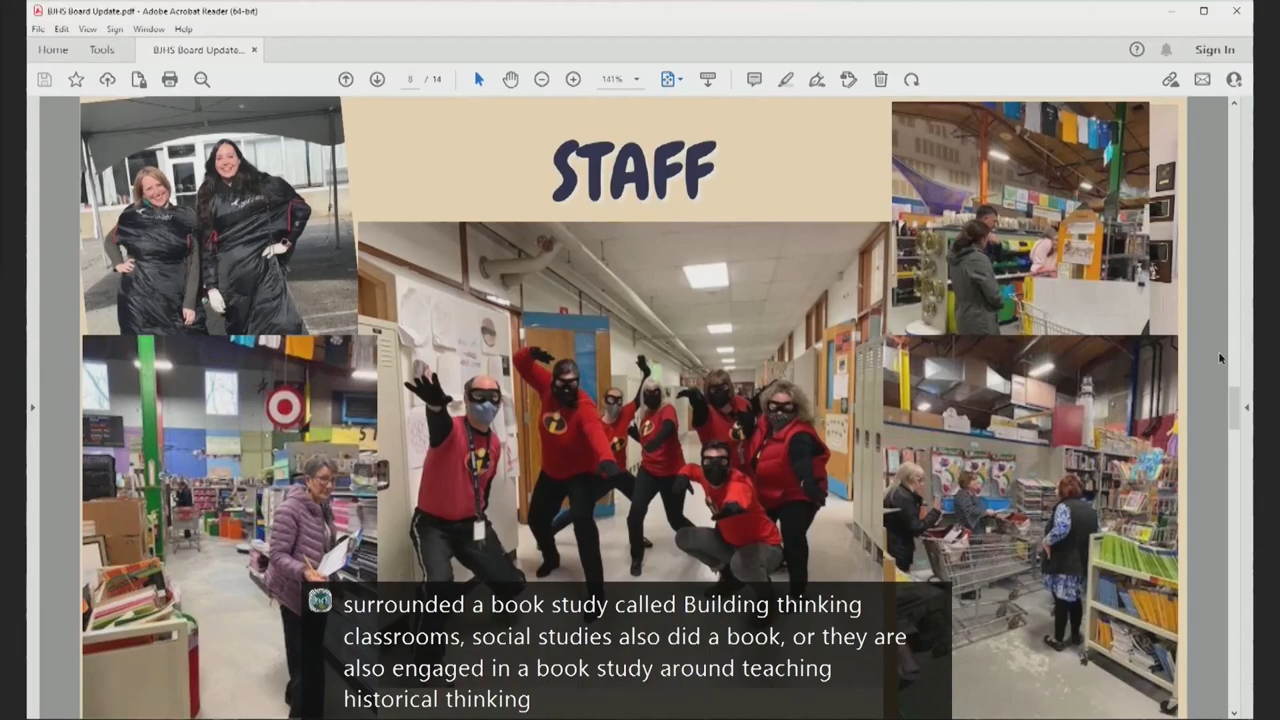 BJHS Board Update.pdf - Adobe Acrobat Reader (64-bit)
File Edit View Sign Window Help
Home Tools BJHS Board Update... × Sign In
8 / 14 141%
STAFF
surrounded a book study called Building thinking
classrooms, social studies also did a book, or they are
also engaged in a book study around teaching
historical thinking